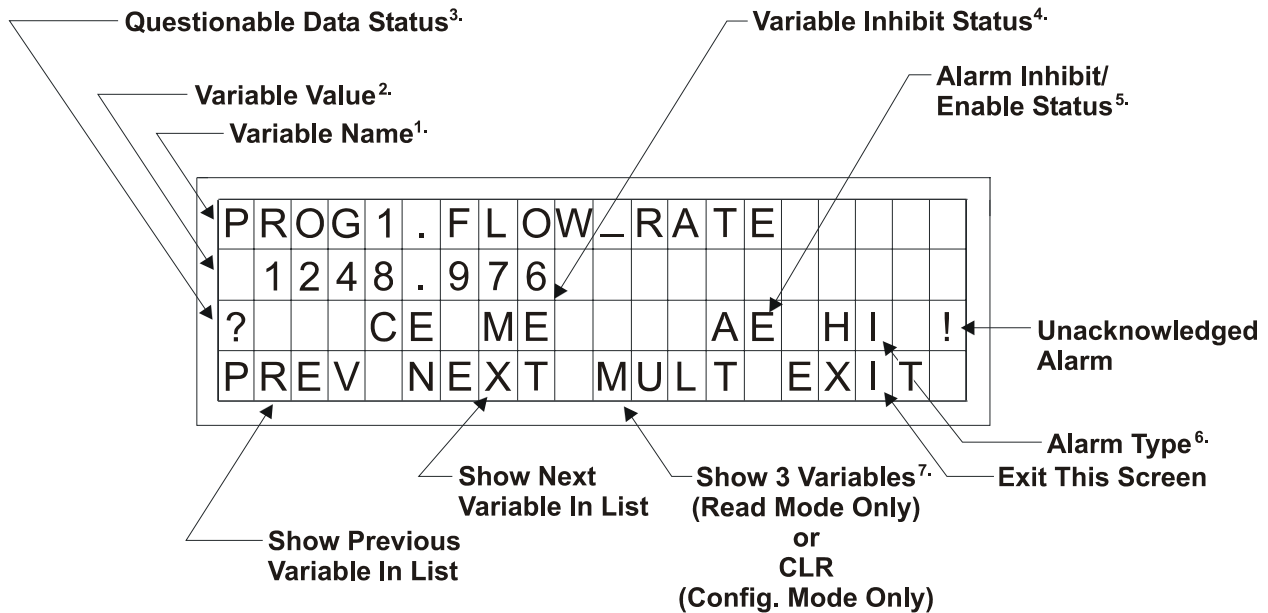 Questionable Data Status3.
Variable Inhibit Status4.
Alarm Inhibit/
Enable Status5.
Variable Value2.
Variable Name1.
PROG1.FLOW_RATE
1248.976
? CE ME AE HI !
PREV NEXT MULT EXIT
Unacknowledged
Alarm
Alarm Type6.
Exit This Screen
Show Next
Variable In List
Show 3 Variables7.
(Read Mode Only)
or
CLR
(Config. Mode Only)
Show Previous
Variable In List